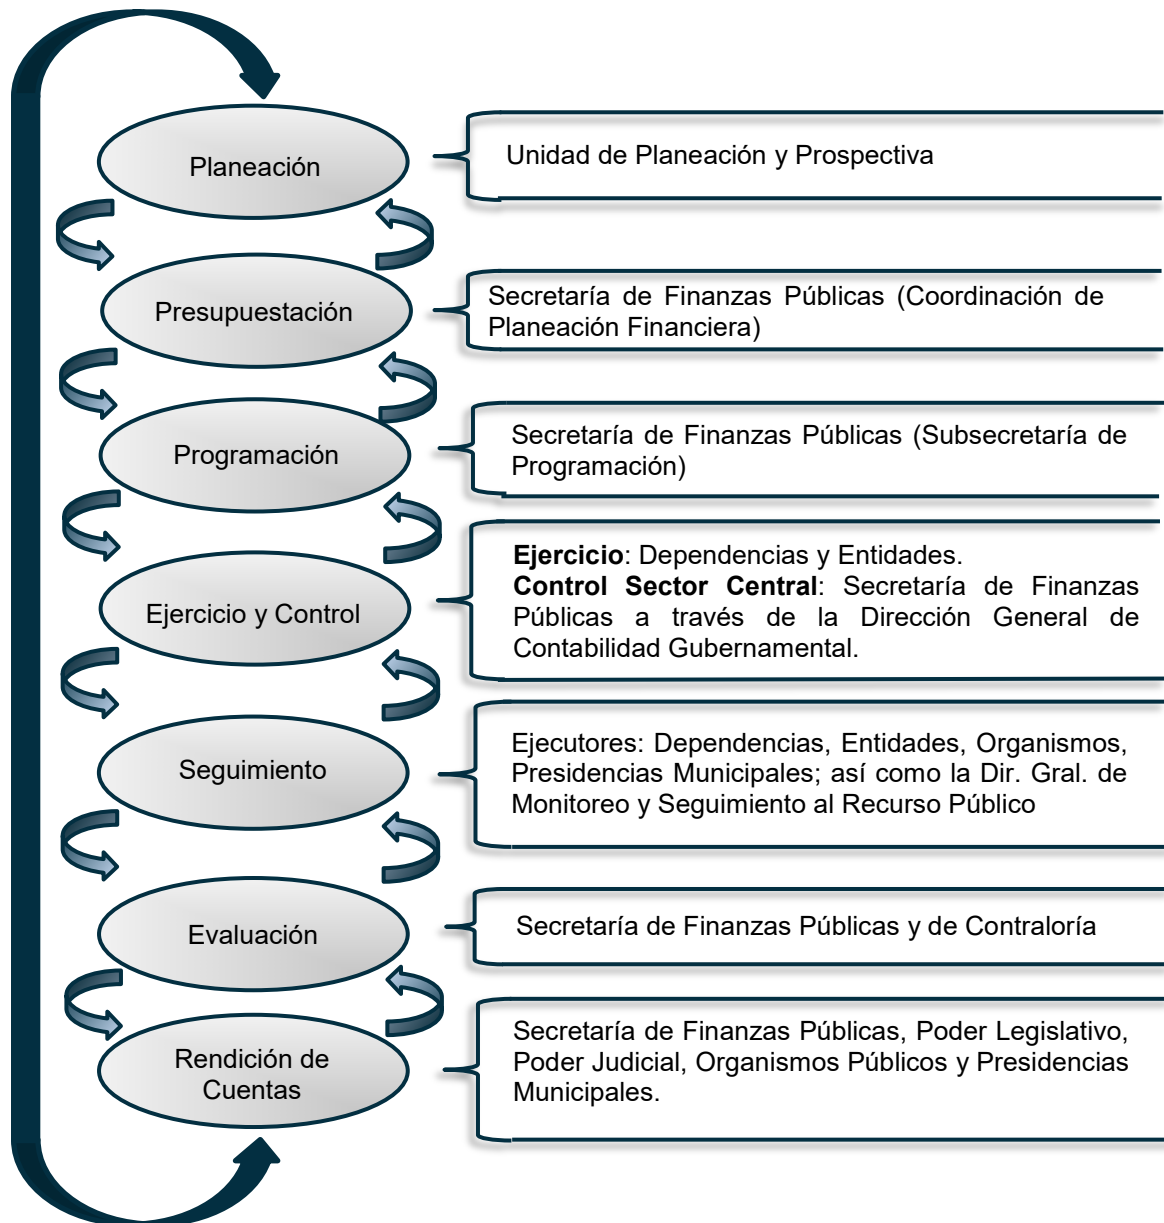 Planeación
Unidad de Planeación y Prospectiva
Presupuestación
Secretaría de Finanzas Públicas (Coordinación de
Planeación Financiera)
Programación
Secretaría de Finanzas Públicas (Subsecretaría de
Programación)
Ejercicio y Control
Ejercicio: Dependencias y Entidades.
Control Sector Central: Secretaría de Finanzas
Públicas a través de la Dirección General de
Contabilidad Gubernamental.
Seguimiento
Ejecutores: Dependencias, Entidades, Organismos,
Presidencias Municipales; así como la Dir. Gral. de
Monitoreo y Seguimiento al Recurso Público
Evaluación
Secretaría de Finanzas Públicas y de Contraloría
Rendición de
Cuentas
Secretaría de Finanzas Públicas, Poder Legislativo,
Poder Judicial, Organismos Públicos y Presidencias
Municipales.